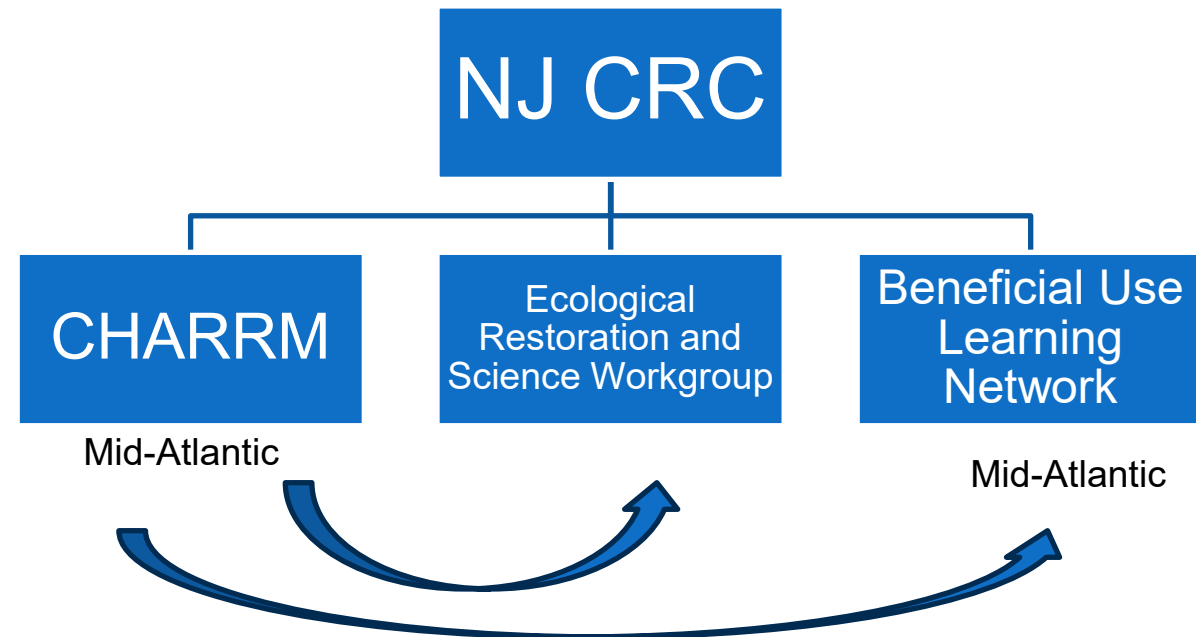 NJ CRC
CHARRM
Ecological
Restoration and
Science Workgroup
Beneficial Use
Learning
Network
Mid-Atlantic
Mid-Atlantic